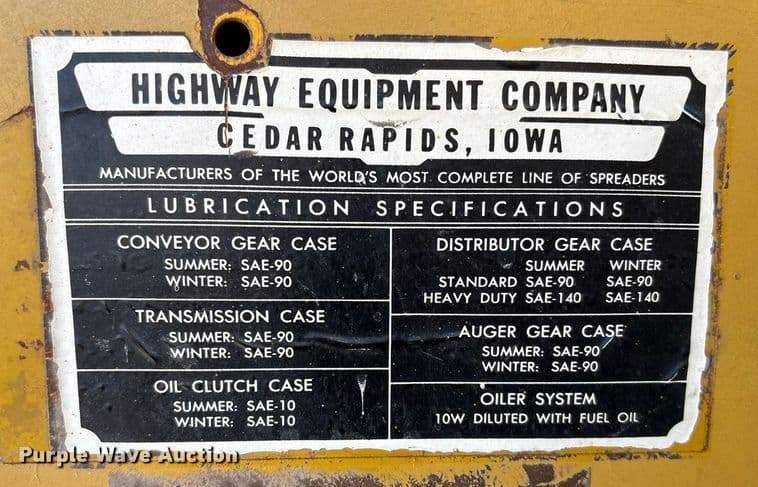 HIGHWAY EQUIPMENT COMPANY
CEDAR RAPIDS, IOWA
MANUFACTURERS OF THE WORLD'S MOST COMPLETE LINE OF SPREADERS
LUBRICATION SPECIFICATIONS
CONVEYOR GEAR CASE
SUMMER: SAE-90
WINTER: SAE-90
TRANSMISSION CASE
SUMMER: SAE-90
WINTER: SAE-90
OIL CLUTCH CASE
SUMMER: SAE-10
WINTER: SAE-10
DISTRIBUTOR GEAR CASE
SUMMER WINTER
STANDARD SAE-90 SAE-90
HEAVY DUTY SAE-140 SAE-140
AUGER GEAR CASE
SUMMER: SAE-90
WINTER: SAE-90
OILER SYSTEM
10W DILUTED WITH FUEL OIL
Purple Wave Auction